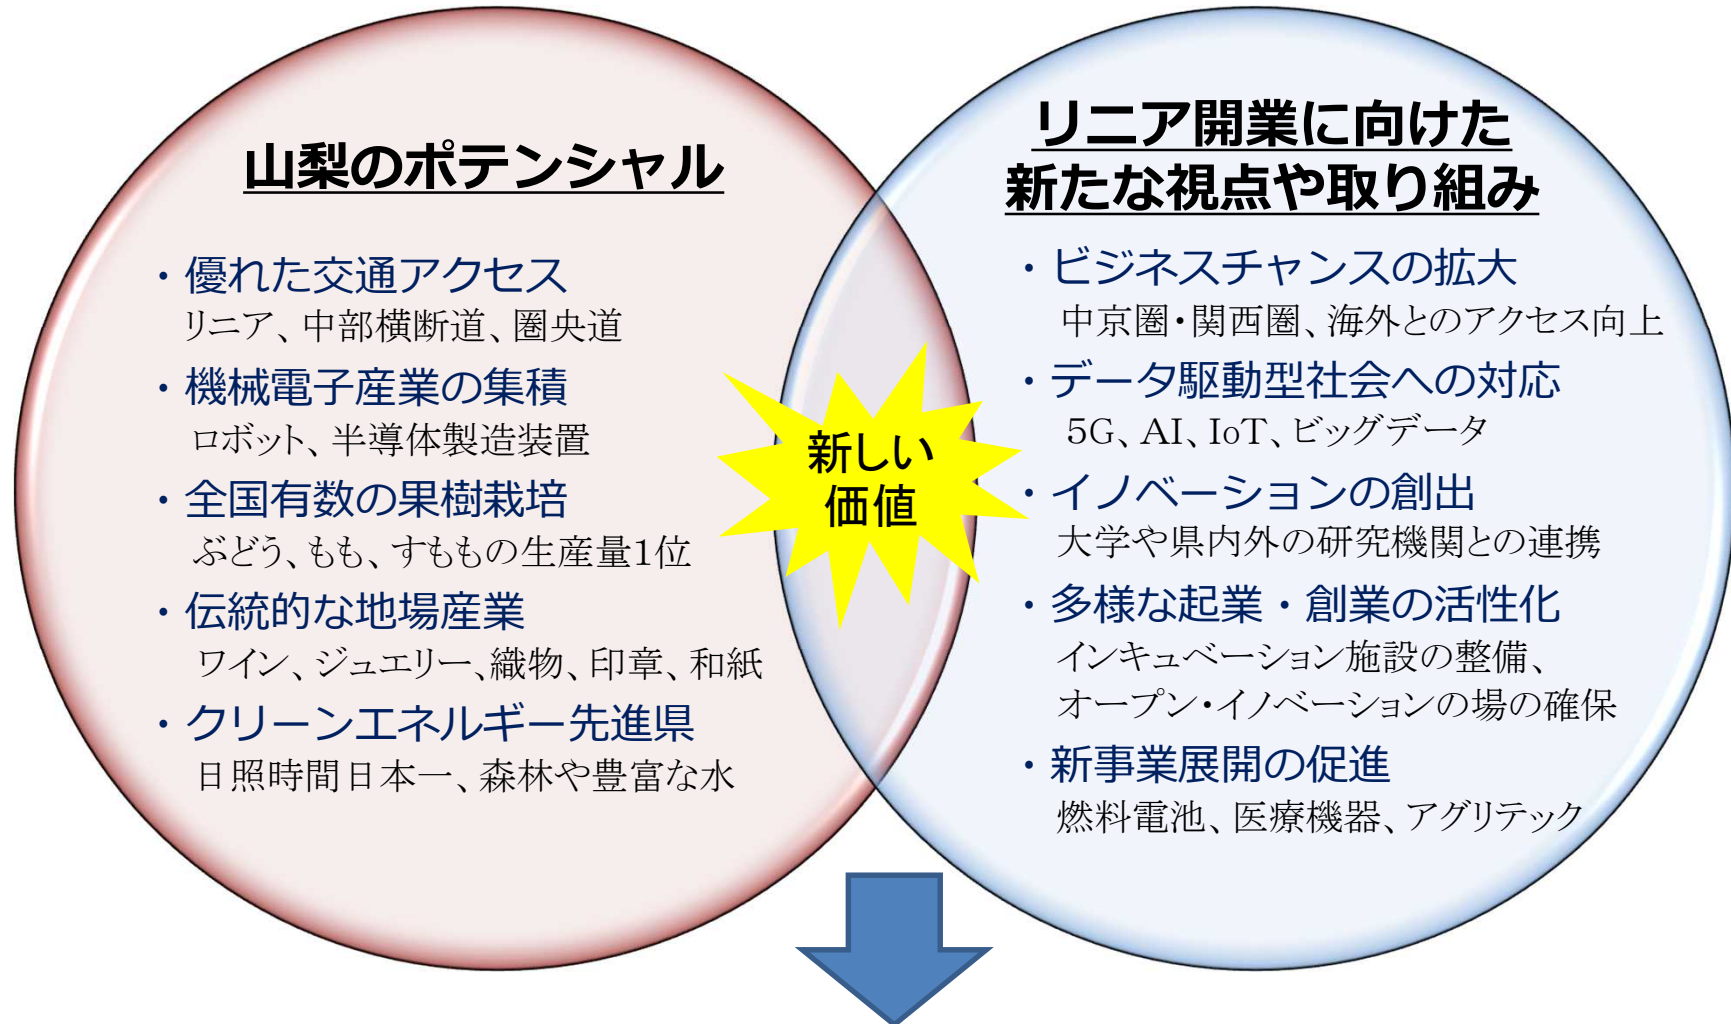 山梨のポテンシャル
・優れた交通アクセス
リニア、中部横断道、圏央道
・機械電子産業の集積
ロボット、半導体製造装置
・全国有数の果樹栽培
ぶどう、もも、すももの生産量1位
・伝統的な地場産業
ワイン、ジュエリー、織物、印章、和紙
・クリーンエネルギー先進県
日照時間日本一、森林や豊富な水
新しい
価値
リニア開業に向けた
新たな視点や取り組み
・ビジネスチャンスの拡大
中京圏・関西圏、海外とのアクセス向上
・データ駆動型社会への対応
5G、AI、IoT、ビッグデータ
・イノベーションの創出
大学や県内外の研究機関との連携
・多様な起業・創業の活性化
インキュベーション施設の整備、
オープン・イノベーションの場の確保
・新事業展開の促進
燃料電池、医療機器、アグリテック